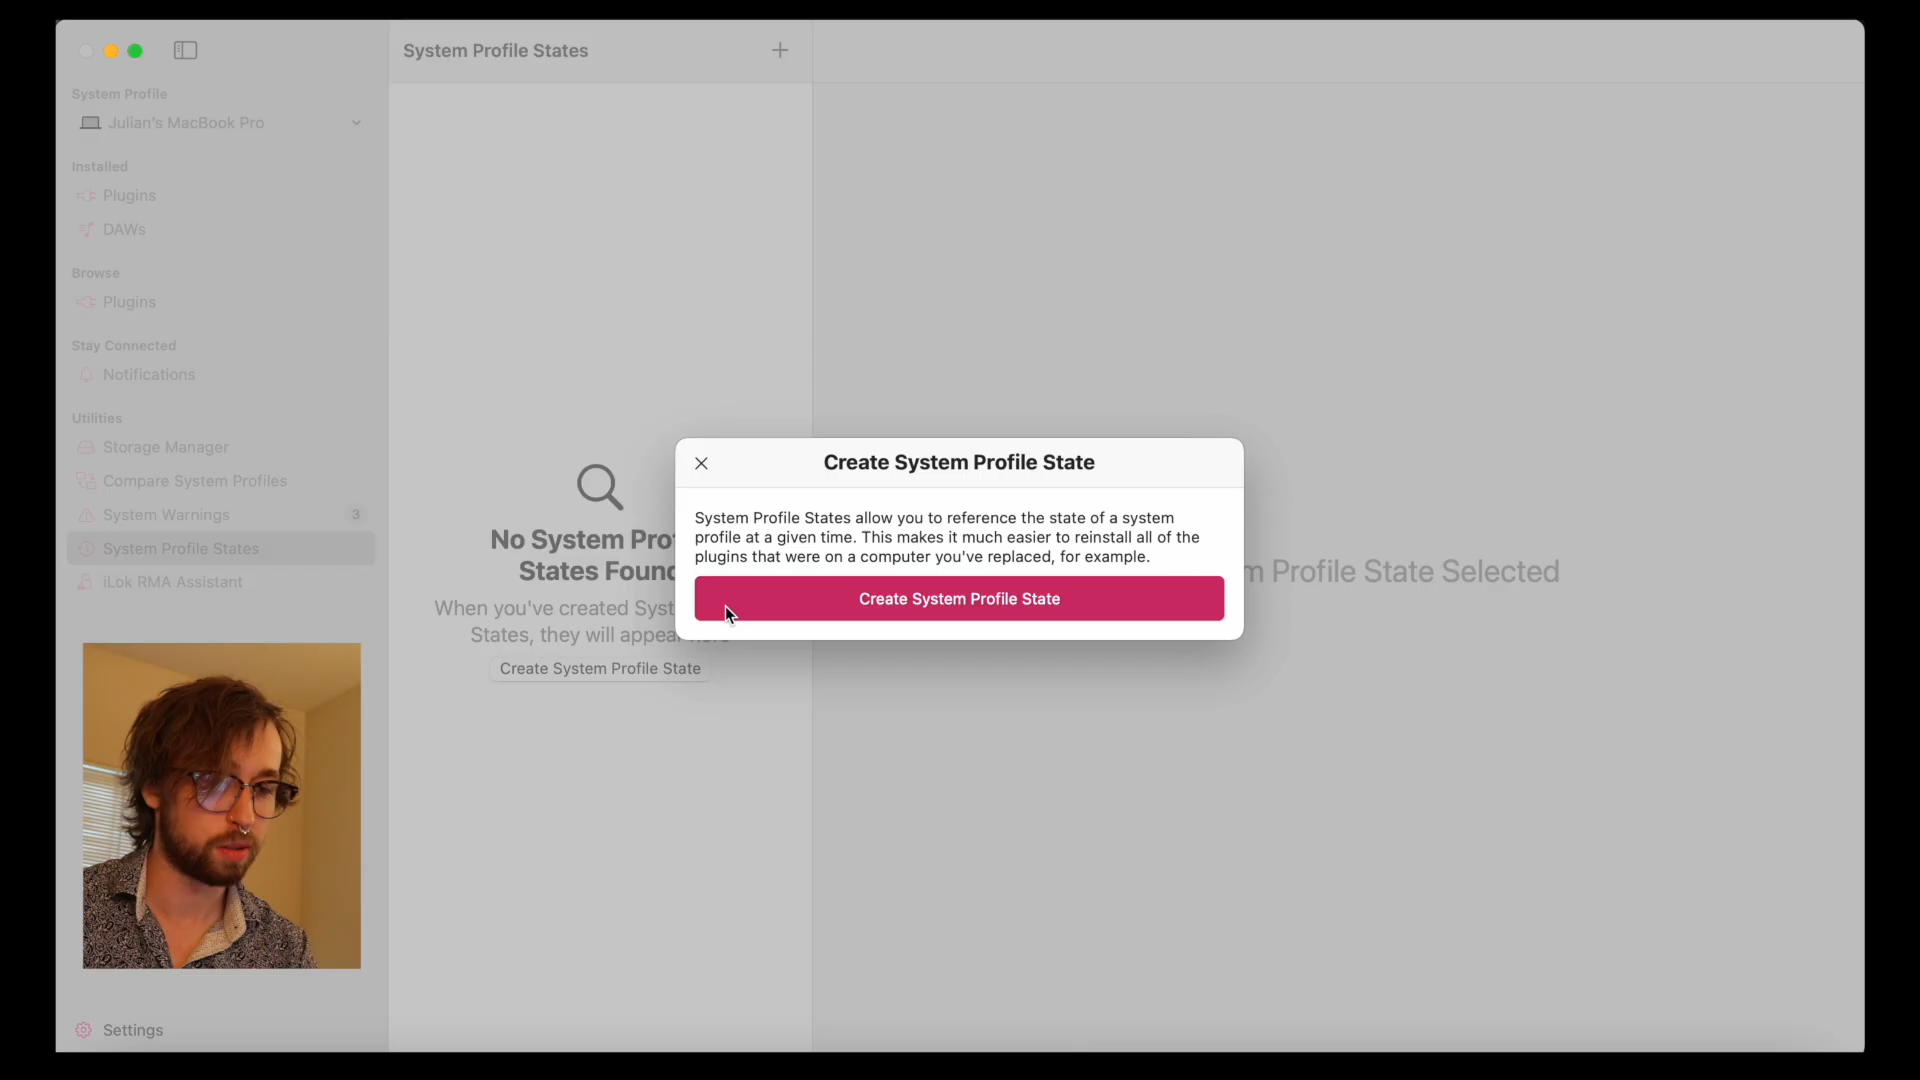 System Profile States
System Profile
Julian's MacBook Pro
Installed
Plugins
DAWs
Browse
Plugins
Stay Connected
Notifications
Utilities
Storage Manager
Compare System Profiles
System Warnings 3
System Profile States
iLok RMA Assistant
Settings
No System Pro
States Found
When you've created Syst
States, they will appear here
Create System Profile State
Create System Profile State
System Profile States allow you to reference the state of a system
profile at a given time. This makes it much easier to reinstall all of the
plugins that were on a computer you've replaced, for example.
Create System Profile State
Profile State Selected